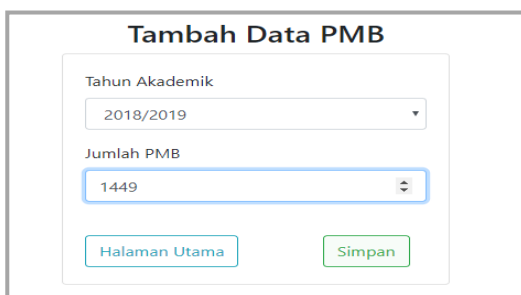 Tambah Data PMB
Tahun Akademik
2018/2019
Jumlah PMB
1449
Halaman Utama Simpan